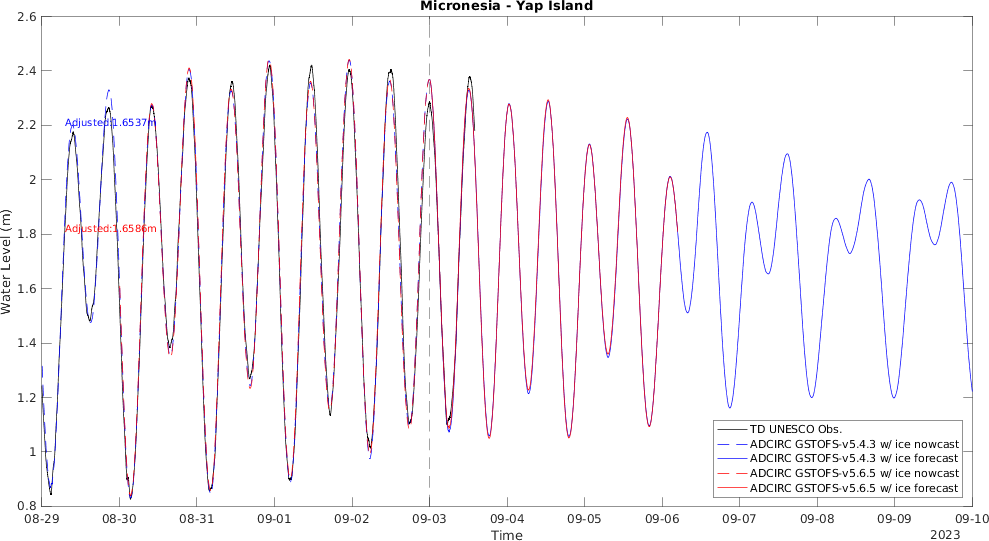 Micronesia - Yap Island
2.6
2.4
2.2
2
1.8
1.6
1.4
1.2
1
0.8
Water Level (m)
Adjusted:1.6537m
Adjusted:1.6586m
TD UNESCO Obs.
ADCIRC GSTOFS-v5.4.3 w/ ice nowcast
ADCIRC GSTOFS-v5.4.3 w/ ice forecast
ADCIRC GSTOFS-v5.6.5 w/ ice nowcast
ADCIRC GSTOFS-v5.6.5 w/ ice forecast
08-29 08-30 08-31 09-01 09-02 09-03 09-04 09-05 09-06 09-07 09-08 09-09 09-10
Time
2023